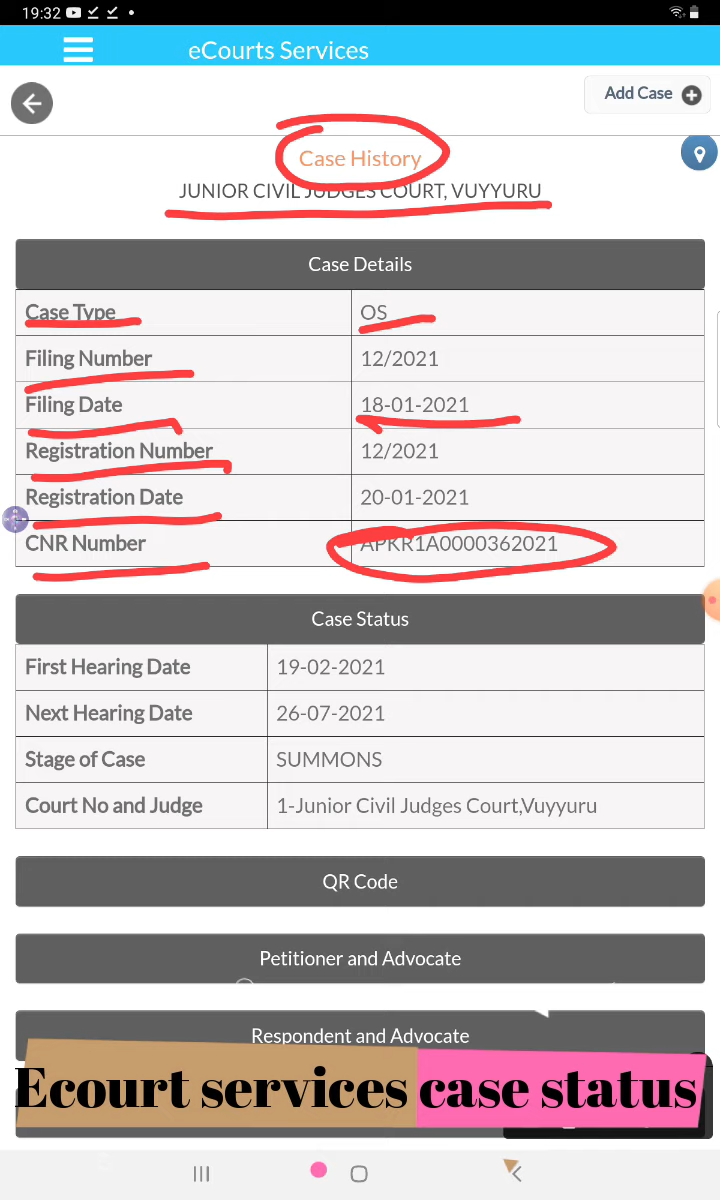 19:32
eCourts Services
Add Case
Case History
JUNIOR CIVIL JUDGES COURT, VUYYURU
Case Details
Case Type OS
Filing Number 12/2021
Filing Date 18-01-2021
Registration Number 12/2021
Registration Date 20-01-2021
CNR Number APKR1A0000362021
Case Status
First Hearing Date 19-02-2021
Next Hearing Date 26-07-2021
Stage of Case SUMMONS
Court No and Judge 1-Junior Civil Judges Court,Vuyyuru
QR Code
Petitioner and Advocate
Respondent and Advocate
Ecourt services case status